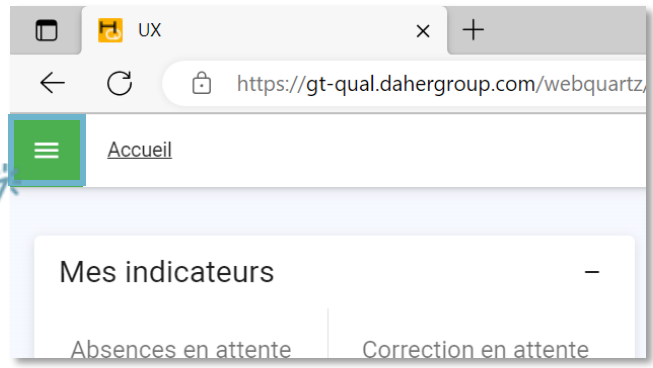 UX
https://gt-qual.dahergroup.com/webquartz/
Accueil
Mes indicateurs
Absences en attente
Correction en attente